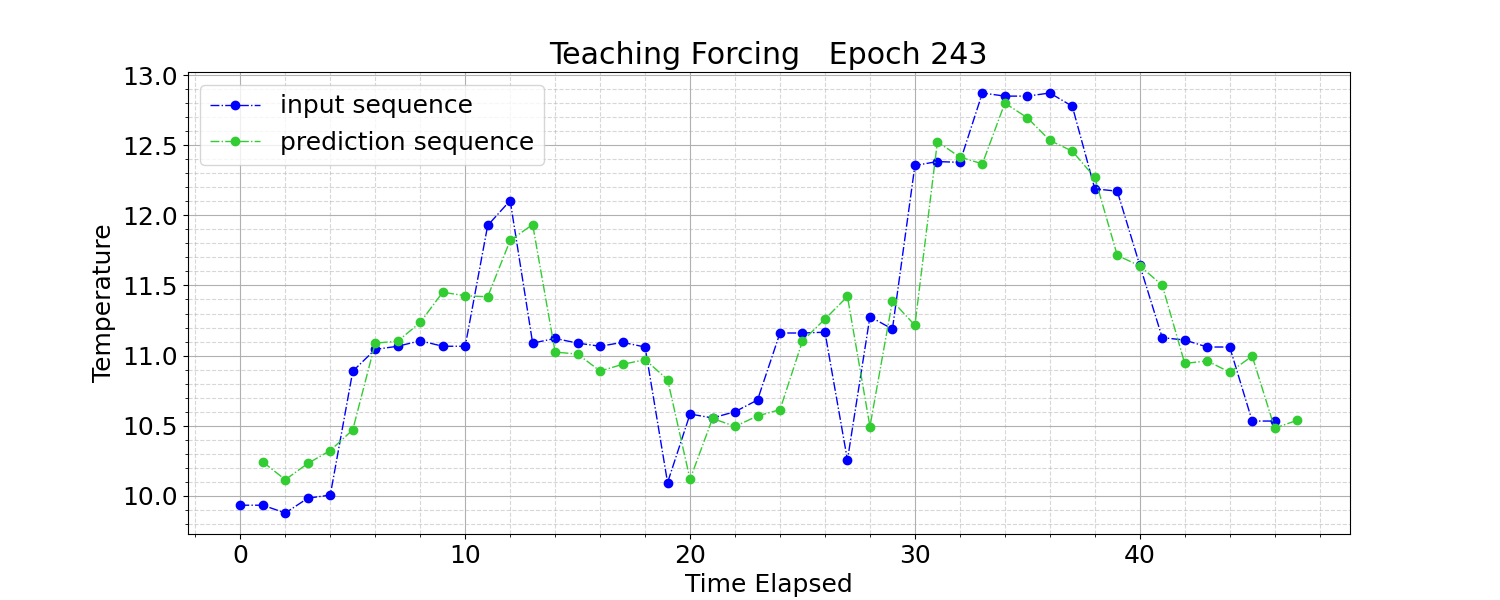 Teaching Forcing   Epoch 243
13.0
12.5
12.0
11.5
11.0
10.5
10.0
Temperature
input sequence
prediction sequence
0 10 20 30 40
Time Elapsed